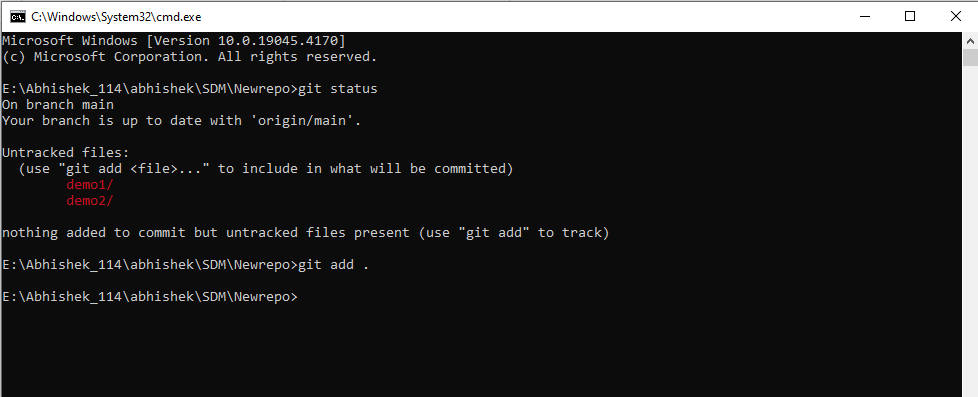 C:\Windows\System32\cmd.exe
Microsoft Windows [Version 10.0.19045.4170]
(c) Microsoft Corporation. All rights reserved.
E:\Abhishek_114\abhishek\SDM\Newrepo>git status
On branch main
Your branch is up to date with 'origin/main'.
Untracked files:
  (use "git add <file>..." to include in what will be committed)
        demo1/
        demo2/
nothing added to commit but untracked files present (use "git add" to track)
E:\Abhishek_114\abhishek\SDM\Newrepo>git add .
E:\Abhishek_114\abhishek\SDM\Newrepo>